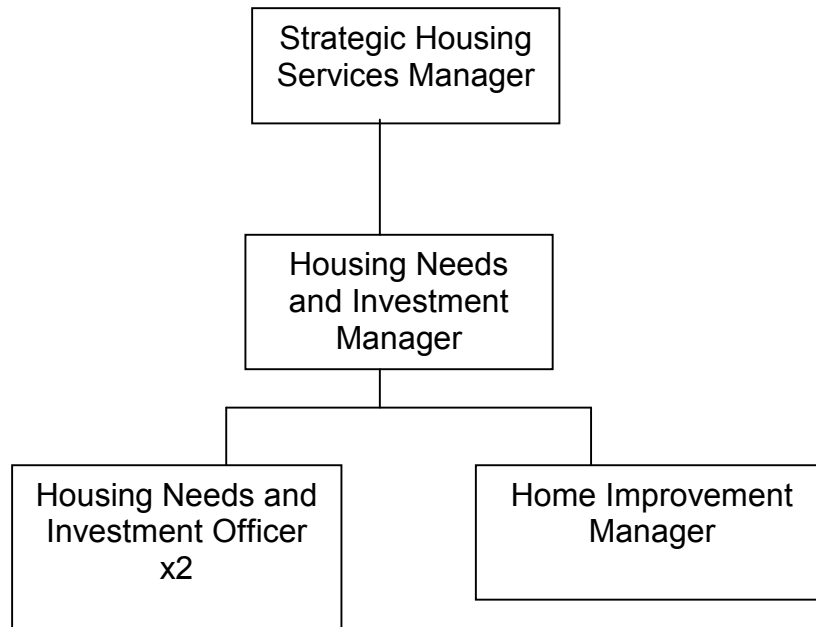 Strategic Housing
Services Manager
Housing Needs
and Investment
Manager
Housing Needs and
Investment Officer
x2
Home Improvement
Manager